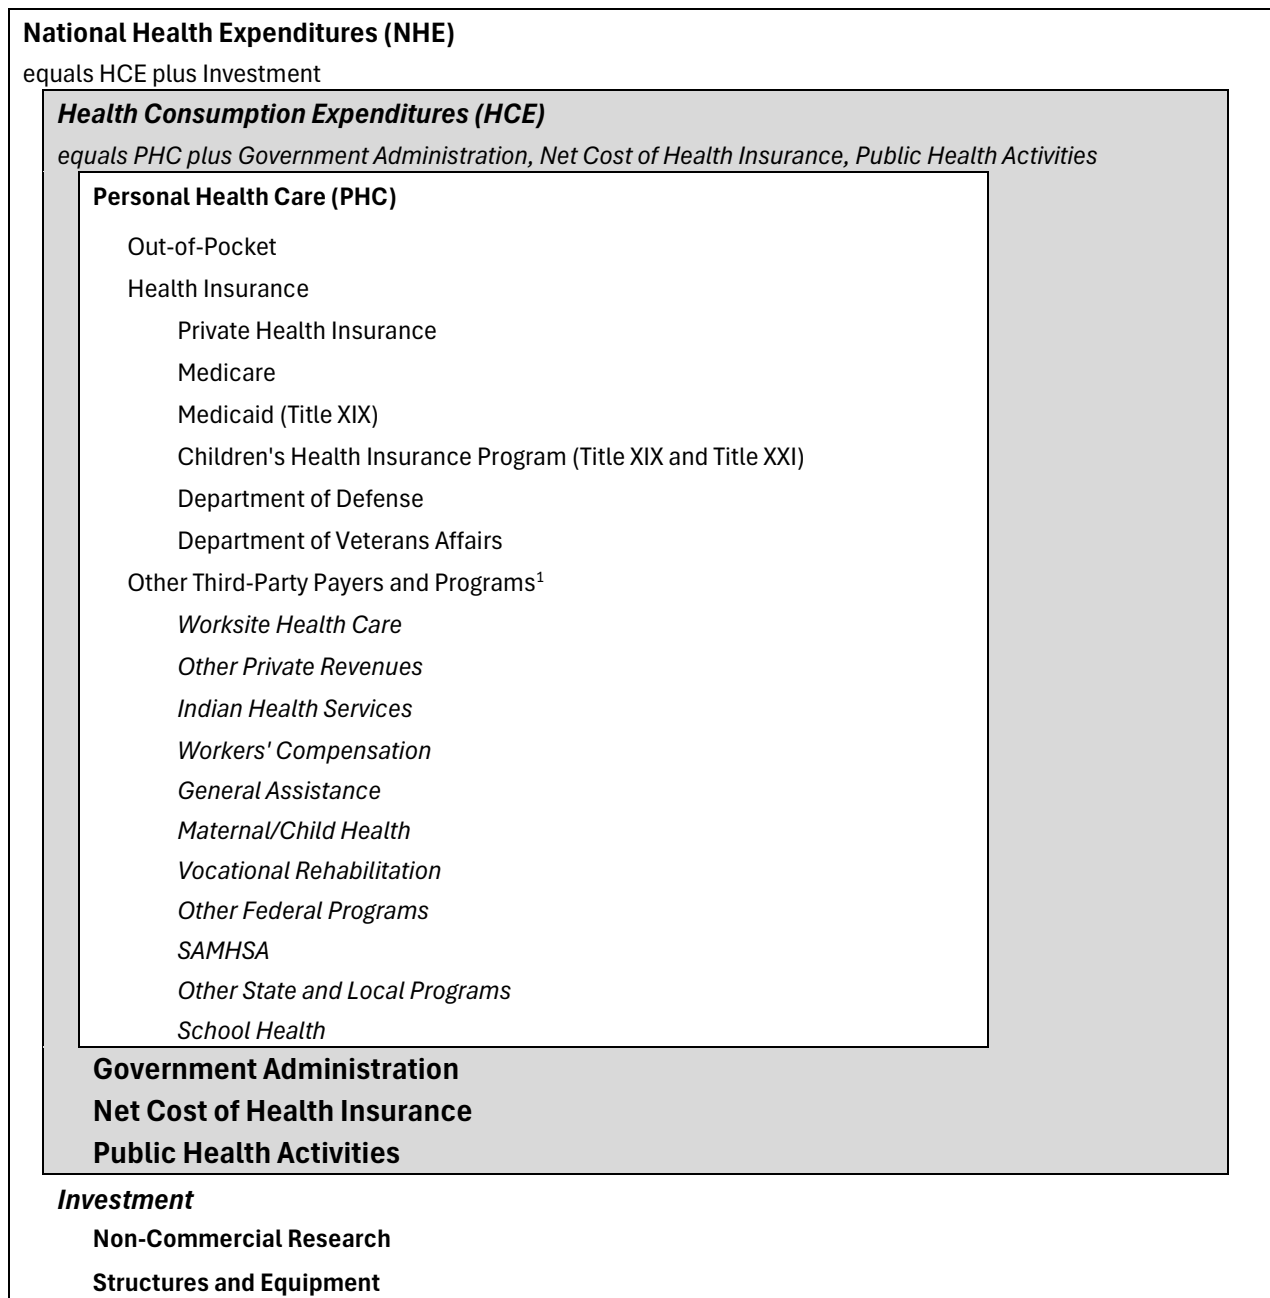 National Health Expenditures (NHE)
equals HCE plus Investment
Health Consumption Expenditures (HCE)
equals PHC plus Government Administration, Net Cost of Health Insurance, Public Health Activities
Personal Health Care (PHC)
Out-of-Pocket
Health Insurance
Private Health Insurance
Medicare
Medicaid (Title XIX)
Children's Health Insurance Program (Title XIX and Title XXI)
Department of Defense
Department of Veterans Affairs
Other Third-Party Payers and Programs¹
Worksite Health Care
Other Private Revenues
Indian Health Services
Workers' Compensation
General Assistance
Maternal/Child Health
Vocational Rehabilitation
Other Federal Programs
SAMHSA
Other State and Local Programs
School Health
Government Administration
Net Cost of Health Insurance
Public Health Activities
Investment
Non-Commercial Research
Structures and Equipment